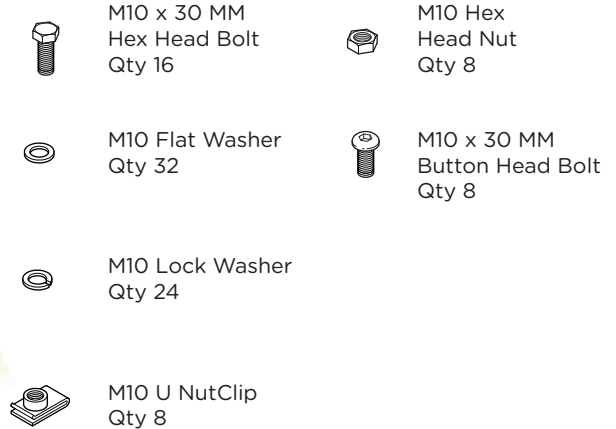 M10 x 30 MM
Hex Head Bolt
Qty 16
M10 Flat Washer
Qty 32
M10 Lock Washer
Qty 24
M10 U NutClip
Qty 8
M10 Hex
Head Nut
Qty 8
M10 x 30 MM
Button Head Bolt
Qty 8